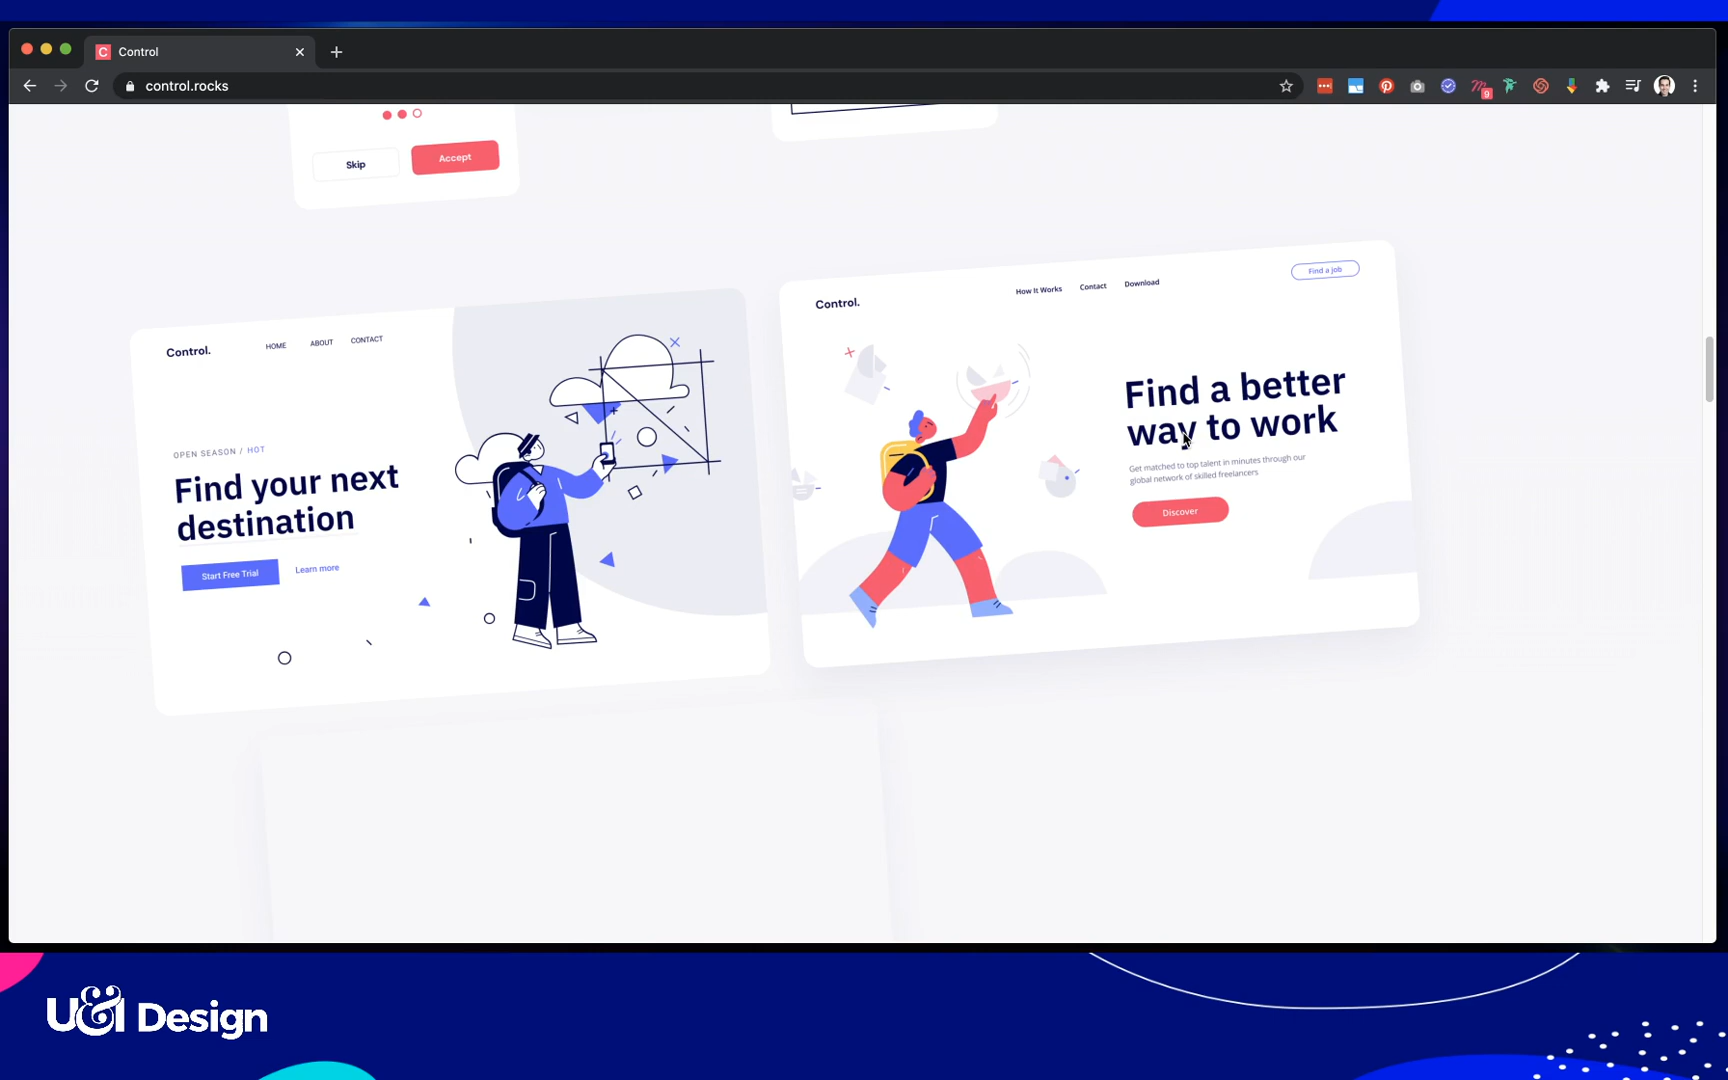 C Control
control.rocks
9
Skip
Accept
Control.
HOME
ABOUT
CONTACT
OPEN SEASON / HOT
Find your next
destination
Start Free Trial
Learn more
Control.
How It Works
Contact
Download
Find a job
Find a better
way to work
Get matched to top talent in minutes through our
global network of skilled freelancers
Discover
U&I Design